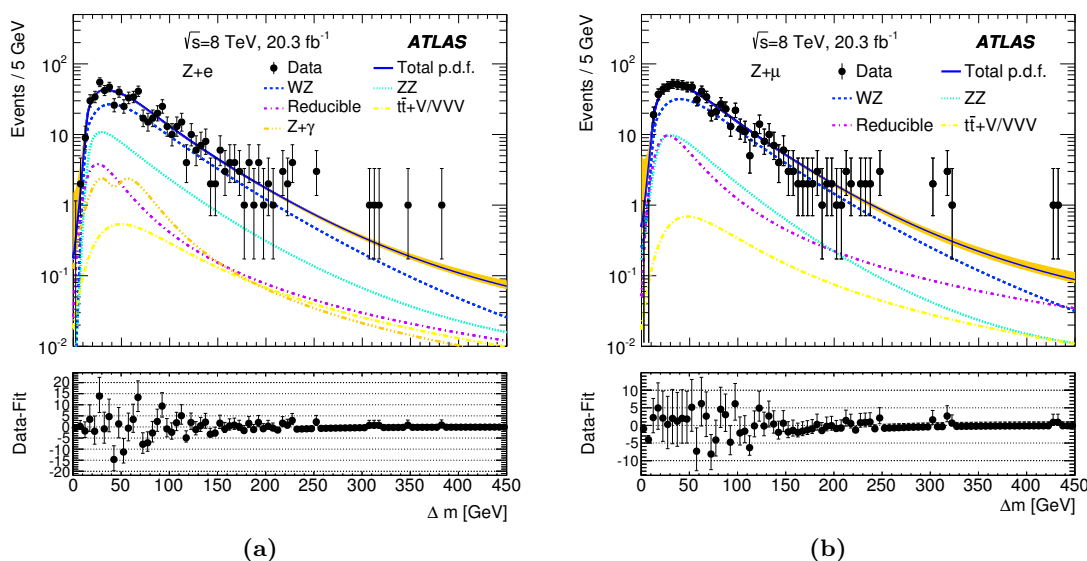 √s=8 TeV, 20.3 fb⁻¹ ATLAS
Z+e Data Total p.d.f.
WZ ZZ
Reducible tt̄+V/VVV
Z+γ
Events / 5 GeV
10²
10
1
10⁻¹
10⁻²
Data-Fit
20
15
10
5
0
-5
-10
-15
-20
0 50 100 150 200 250 300 350 400 450
Δ m [GeV]
(a)
√s=8 TeV, 20.3 fb⁻¹ ATLAS
Z+μ Data Total p.d.f.
WZ ZZ
Reducible tt̄+V/VVV
Events / 5 GeV
10²
10
1
10⁻¹
10⁻²
Data-Fit
10
5
0
-5
-10
0 50 100 150 200 250 300 350 400 450
Δm [GeV]
(b)